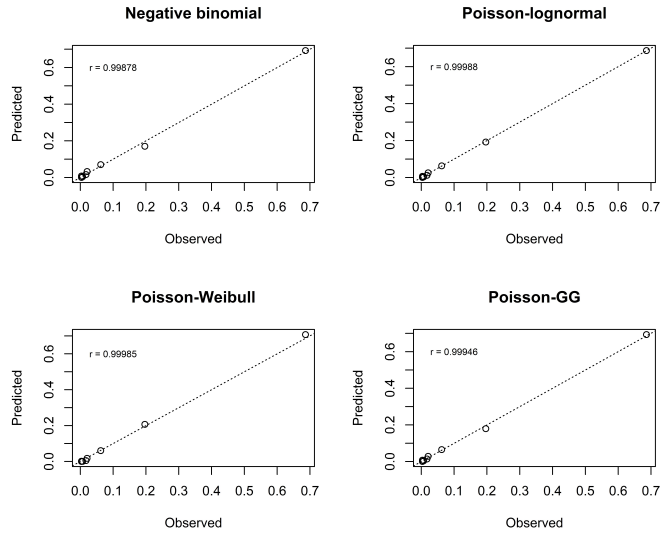 Negative binomial
r = 0.99878
Predicted
0.0 0.2 0.4 0.6
0.0 0.1 0.2 0.3 0.4 0.5 0.6 0.7
Observed
Poisson-lognormal
r = 0.99988
Predicted
0.0 0.2 0.4 0.6
0.0 0.1 0.2 0.3 0.4 0.5 0.6 0.7
Observed
Poisson-Weibull
r = 0.99985
Predicted
0.0 0.2 0.4 0.6
0.0 0.1 0.2 0.3 0.4 0.5 0.6 0.7
Observed
Poisson-GG
r = 0.99946
Predicted
0.0 0.2 0.4 0.6
0.0 0.1 0.2 0.3 0.4 0.5 0.6 0.7
Observed